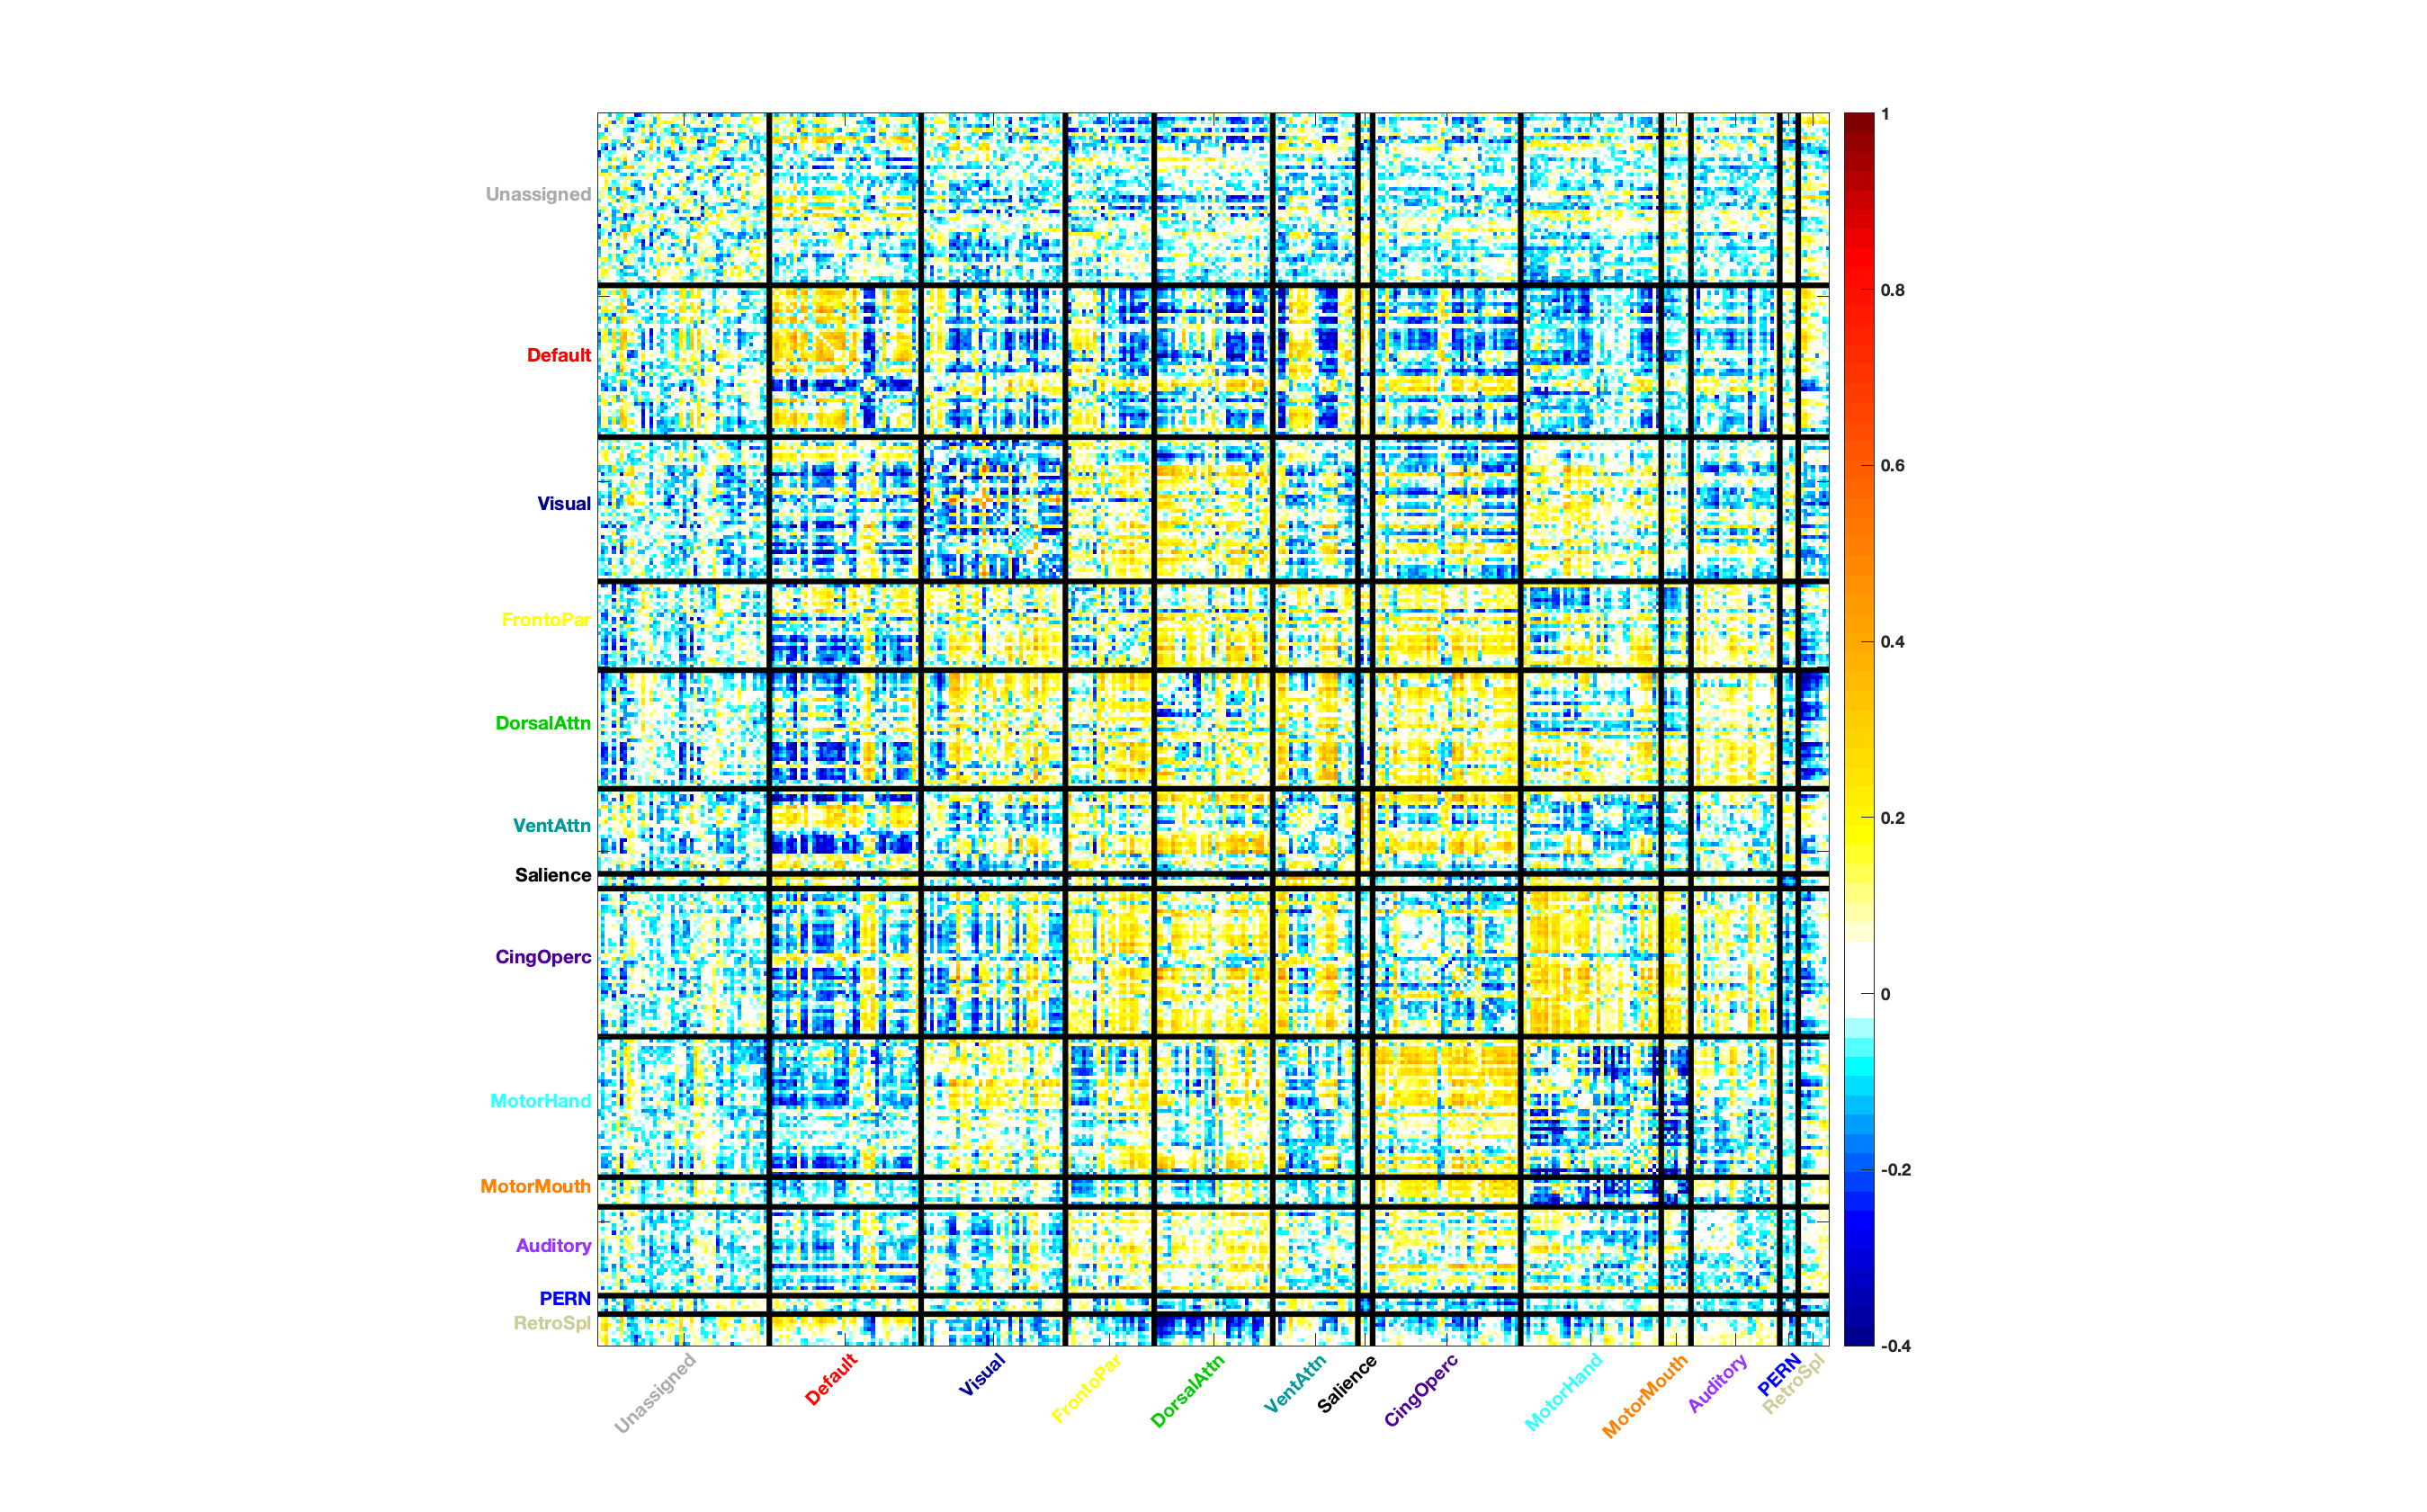 Unassigned
Default
Visual
FrontoPar
DorsalAttn
VentAttn
Salience
CingOperc
MotorHand
MotorMouth
Auditory
PERN
RetroSpl
Unassigned
Default
Visual
FrontoPar
DorsalAttn
VentAttn
Salience
CingOperc
MotorHand
MotorMouth
Auditory
PERN
RetroSpl
1
0.8
0.6
0.4
0.2
0
-0.2
-0.4